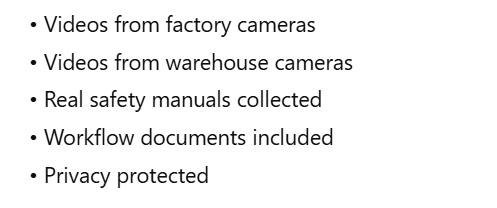 • Videos from factory cameras
• Videos from warehouse cameras
• Real safety manuals collected
• Workflow documents included
• Privacy protected